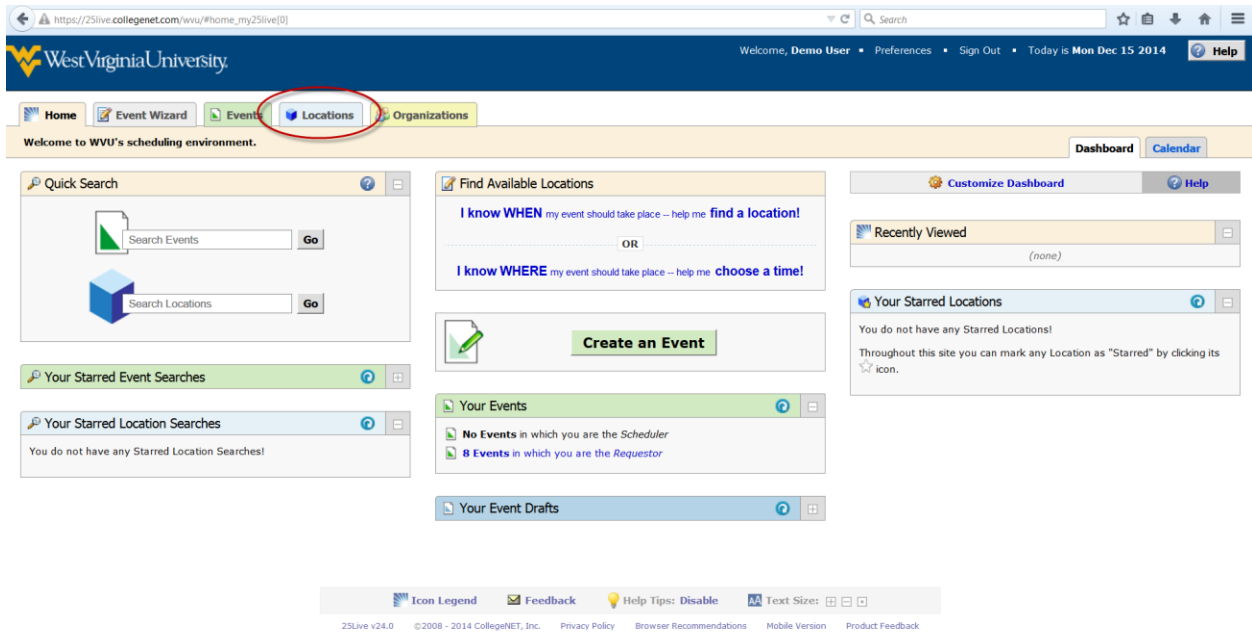 https://25live.collegenet.com/wvu/#home_my25live[0]
Search
WestVirginiaUniversity.
Welcome, Demo User ▪ Preferences ▪ Sign Out ▪ Today is Mon Dec 15 2014
Help
Home
Event Wizard
Events
Locations
Organizations
Welcome to WVU's scheduling environment.
Dashboard
Calendar
Quick Search
Search Events
Go
Search Locations
Go
Your Starred Event Searches
Your Starred Location Searches
You do not have any Starred Location Searches!
Find Available Locations
I know WHEN my event should take place -- help me find a location!
OR
I know WHERE my event should take place -- help me choose a time!
Create an Event
Your Events
No Events in which you are the Scheduler
8 Events in which you are the Requestor
Your Event Drafts
Customize Dashboard
Help
Recently Viewed
(none)
Your Starred Locations
You do not have any Starred Locations!
Throughout this site you can mark any Location as "Starred" by clicking its
icon.
Icon Legend
Feedback
Help Tips: Disable
AA Text Size:
25Live v24.0 ©2008 - 2014 CollegeNET, Inc. Privacy Policy Browser Recommendations Mobile Version Product Feedback